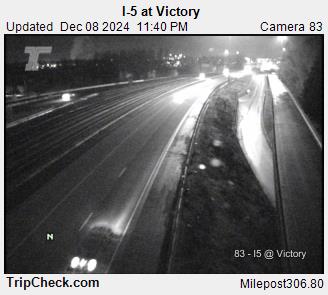 I-5 at Victory
Updated Dec 08 2024 11:40 PM Camera 83
T
N
83 - I5 @ Victory
TripCheck.com Milepost306.80